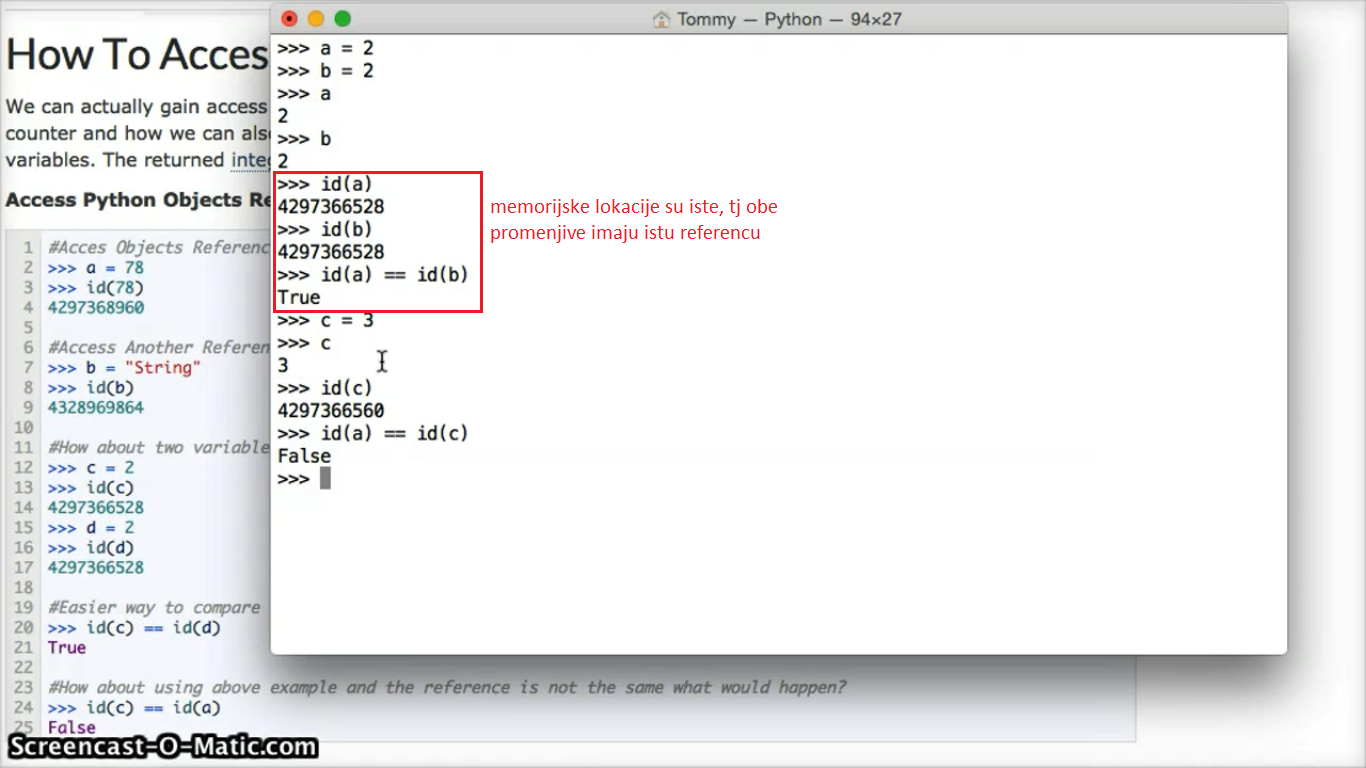 How To Acces
We can actually gain access
counter and how we can als
variables. The returned inte
Access Python Objects Re
1 #Acces Objects Referenc
2 >>> a = 78
3 >>> id(78)
4 4297368960
5
6 #Access Another Referen
7 >>> b = "String"
8 >>> id(b)
9 4328969864
10
11 #How about two variable
12 >>> c = 2
13 >>> id(c)
14 4297366528
15 >>> d = 2
16 >>> id(d)
17 4297366528
18
19 #Easier way to compare
20 >>> id(c) == id(d)
21 True
22
23 #How about using above example and the reference is not the same what would happen?
24 >>> id(c) == id(a)
25 False
Tommy — Python — 94×27
>>> a = 2
>>> b = 2
>>> a
2
>>> b
2
>>> id(a)
4297366528
>>> id(b)
4297366528
>>> id(a) == id(b)
True
>>> c = 3
>>> c
3
>>> id(c)
4297366560
>>> id(a) == id(c)
False
>>>
memorijske lokacije su iste, tj obe
promenjive imaju istu referencu
Screencast-O-Matic.com